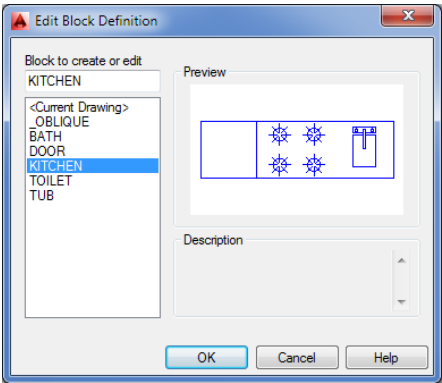 Edit Block Definition
Block to create or edit
KITCHEN
<Current Drawing>
_OBLIQUE
BATH
DOOR
KITCHEN
TOILET
TUB
Preview
Description
OK
Cancel
Help